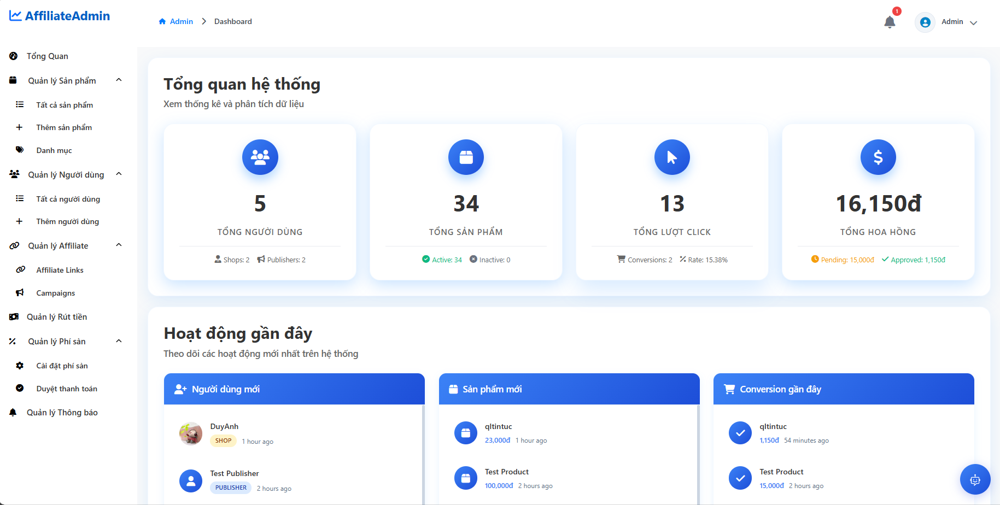 AffiliateAdmin
Admin
Dashboard
1
Admin
Tổng Quan
Quản lý Sản phẩm
Tất cả sản phẩm
Thêm sản phẩm
Danh mục
Quản lý Người dùng
Tất cả người dùng
Thêm người dùng
Quản lý Affiliate
Affiliate Links
Campaigns
Quản lý Rút tiền
Quản lý Phí sàn
Cài đặt phí sàn
Duyệt thanh toán
Quản lý Thông báo
Tổng quan hệ thống
Xem thống kê và phân tích dữ liệu
5
TỔNG NGƯỜI DÙNG
Shops: 2 Publishers: 2
34
TỔNG SẢN PHẨM
Active: 34 Inactive: 0
13
TỔNG LƯỢT CLICK
Conversions: 2 Rate: 15.38%
16,150đ
TỔNG HOA HỒNG
Pending: 15,000đ Approved: 1,150đ
Hoạt động gần đây
Theo dõi các hoạt động mới nhất trên hệ thống
Người dùng mới
DuyAnh
SHOP 1 hour ago
Test Publisher
PUBLISHER 2 hours ago
Sản phẩm mới
qltintuc
23,000đ 1 hour ago
Test Product
100,000đ 2 hours ago
Conversion gần đây
qltintuc
1,150đ 54 minutes ago
Test Product
15,000đ 2 hours ago